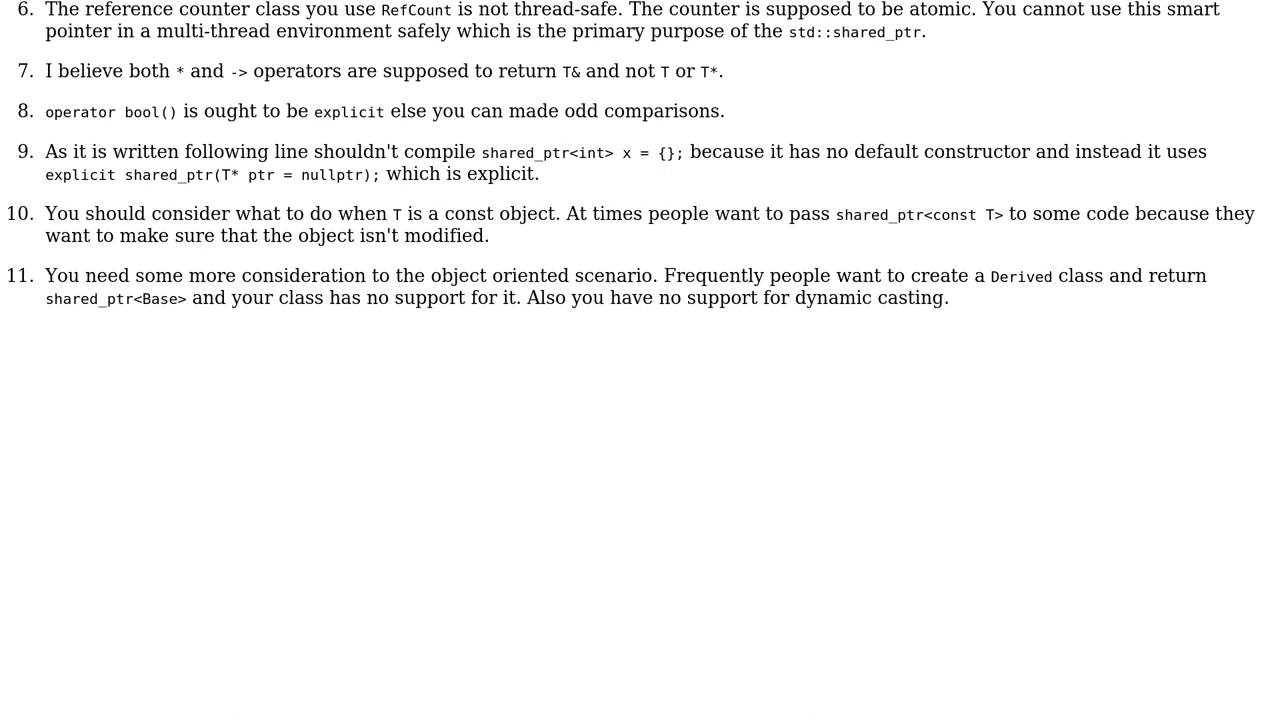 6. The reference counter class you use RefCount is not thread-safe. The counter is supposed to be atomic. You cannot use this smart
pointer in a multi-thread environment safely which is the primary purpose of the std::shared_ptr.
7. I believe both * and -> operators are supposed to return T& and not T or T*.
8. operator bool() is ought to be explicit else you can made odd comparisons.
9. As it is written following line shouldn't compile shared_ptr<int> x = {}; because it has no default constructor and instead it uses
explicit shared_ptr(T* ptr = nullptr); which is explicit.
10. You should consider what to do when T is a const object. At times people want to pass shared_ptr<const T> to some code because they
want to make sure that the object isn't modified.
11. You need some more consideration to the object oriented scenario. Frequently people want to create a Derived class and return
shared_ptr<Base> and your class has no support for it. Also you have no support for dynamic casting.